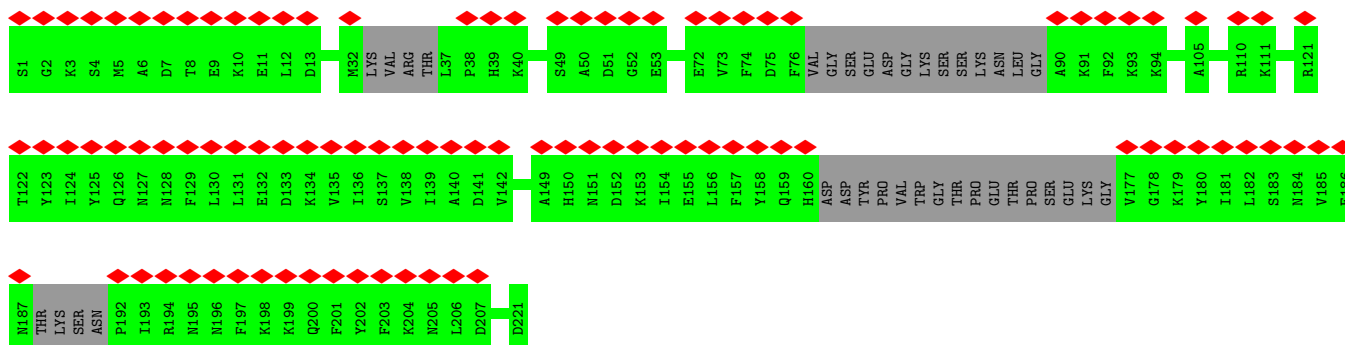 S1 G2 K3 S4 M5 A6 D7 T8 E9 K10 E11 L12 D13 M32 LYS VAL ARG THR L37 P38 H39 K40 S49 A50 D51 G52 E53 E72 V73 F74 D75 F76 VAL GLY SER GLU ASP GLY LYS SER SER LYS ASN LEU GLY A90 K91 F92 K93 K94 A105 R110 K111 R121
T122 Y123 I124 Y125 Q126 N127 N128 F129 L130 L131 E132 D133 K134 V135 I136 S137 V138 I139 A140 D141 V142 A149 H150 N151 D152 K153 I154 E155 L156 F157 Y158 Q159 H160 ASP ASP TYR PRO VAL TRP GLY THR PRO GLU THR PRO SER GLU LYS GLY V177 G178 K179 Y180 I181 L182 S183 N184 V185 E186
N187 THR LYS SER ASN P192 I193 R194 N195 N196 F197 K198 K199 Q200 F201 Y202 F203 K204 N205 L206 D207 D221